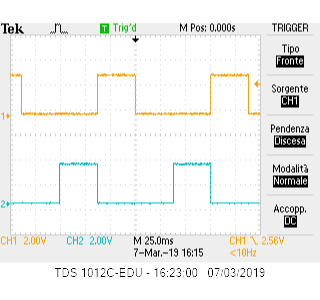 Tek Trig'd M Pos: 0.000s TRIGGER
Tipo
Fronte
Sorgente
CH1
Pendenza
Discesa
Modalità
Normale
Accopp.
DC
1
2
CH1 2.00V CH2 2.00V M 25.0ms CH1 2.56V
7-Mar.-19 16:15 <10Hz
TDS 1012C-EDU - 16:23:00 07/03/2019